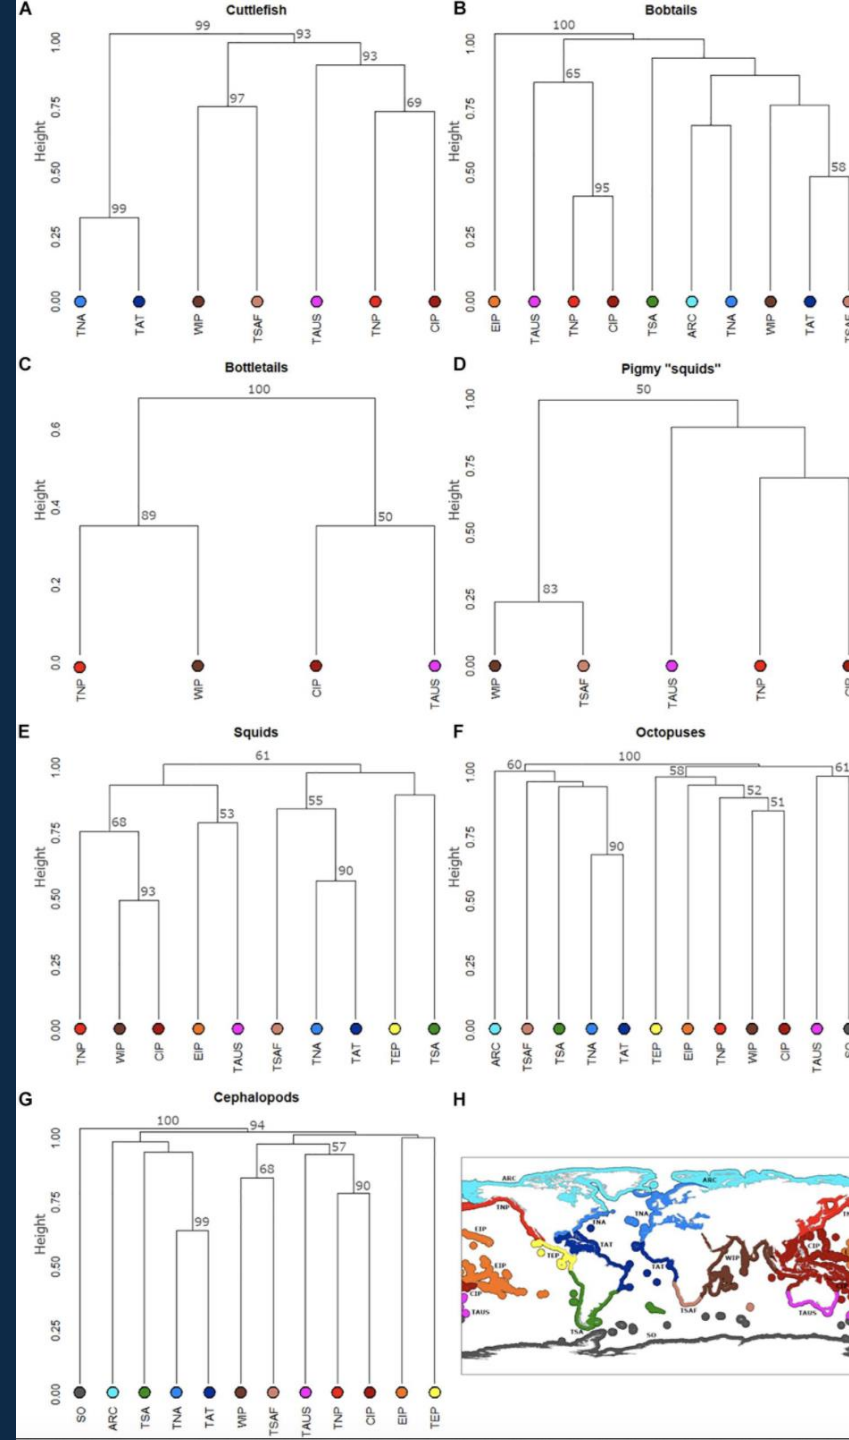 A
Cuttlefish
Height
1.00
0.75
0.50
0.25
0.00
99
93
93
97
69
99
TNA
TAT
WIP
TSAF
TAUS
TNP
CIP
B
Bobtails
Height
1.00
0.75
0.50
0.25
0.00
100
65
95
58
EIP
TAUS
TNP
CIP
TSA
ARC
TNA
WIP
TAT
TSAF
C
Bottletails
Height
0.6
0.4
0.2
0.0
100
89
50
TNP
WIP
CIP
TAUS
D
Pigmy "squids"
Height
1.00
0.75
0.50
0.25
0.00
50
83
WIP
TSAF
TAUS
TNP
CIP
E
Squids
Height
1.00
0.75
0.50
0.25
0.00
61
55
53
68
90
93
TNP
WIP
CIP
EIP
TAUS
TSAF
TNA
TAT
TEP
TSA
F
Octopuses
Height
1.00
0.75
0.50
0.25
0.00
100
60
58
61
52
51
90
ARC
TSAF
TSA
TNA
TAT
TEP
EIP
TNP
WIP
CIP
TAUS
SO
G
Cephalopods
Height
1.00
0.75
0.50
0.25
0.00
100
94
57
68
90
99
SO
ARC
TSA
TNA
TAT
WIP
TSAF
TAUS
TNP
CIP
EIP
TEP
H
ARC
ARC
TNP
TNA
TNA
EIP
TAT
CIP
TEP
WIP
EIP
TAT
CIP
TAUS
TSAF
TAUS
TSA
SO